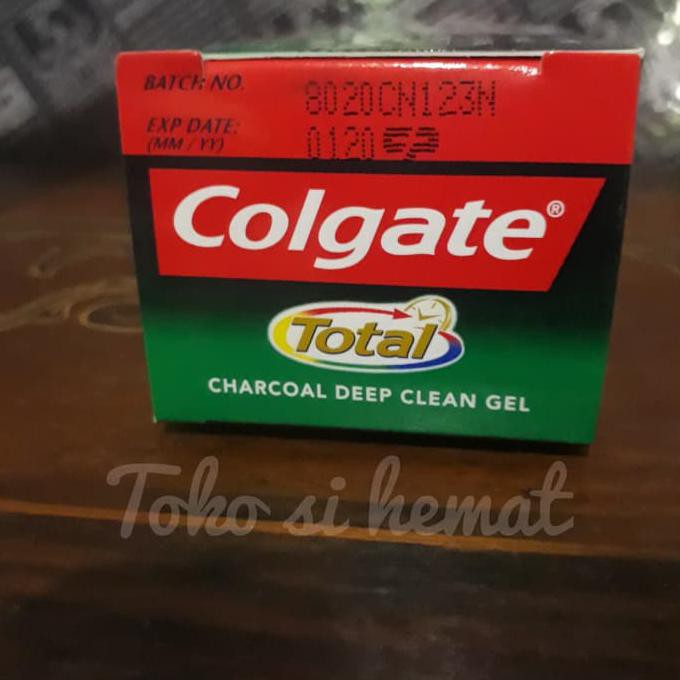 BATCH NO. 8020CN123N
EXP DATE: 0120
(MM / YY)
Colgate®
Total
CHARCOAL DEEP CLEAN GEL
Toko si hemat